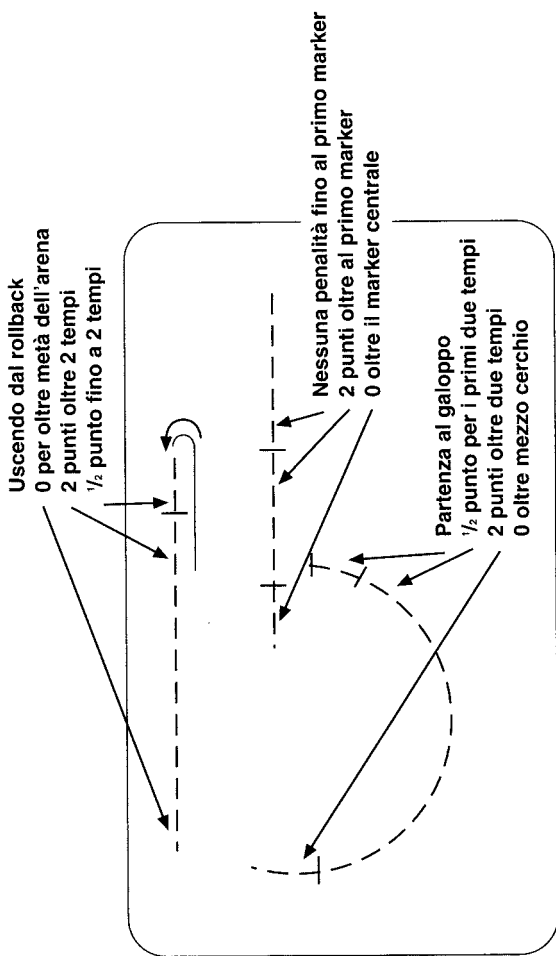 Uscendo dal rollback
0 per oltre metà dell'arena
2 punti oltre 2 tempi
½ punto fino a 2 tempi
Nessuna penalità fino al primo marker
2 punti oltre al primo marker
0 oltre il marker centrale
Partenza al galoppo
½ punto per i primi due tempi
2 punti oltre due tempi
0 oltre mezzo cerchio